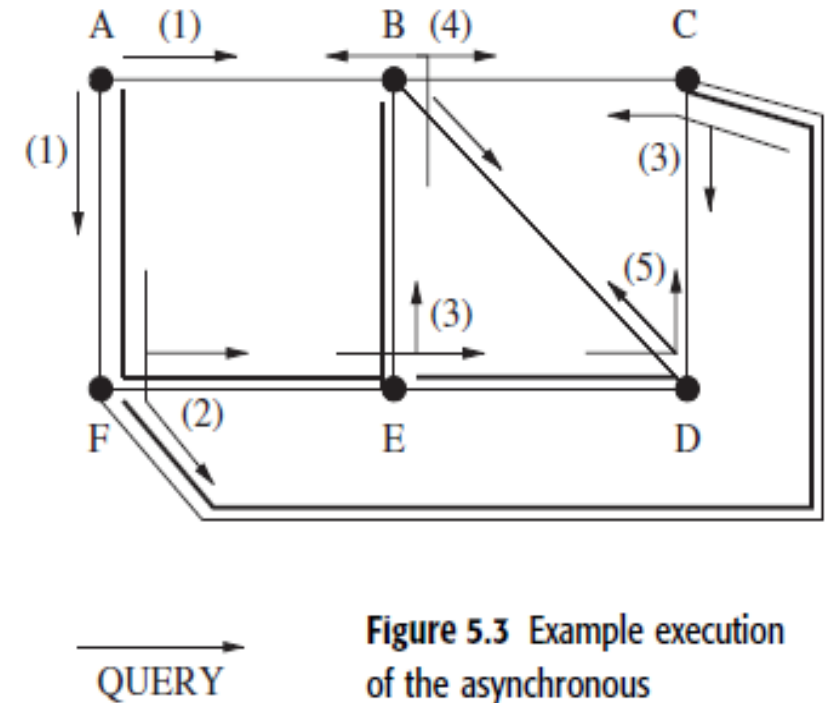 A (1) B (4) C
(1)
(3)
(5)
(3)
(2)
F E D
QUERY
Figure 5.3 Example execution
of the asynchronous